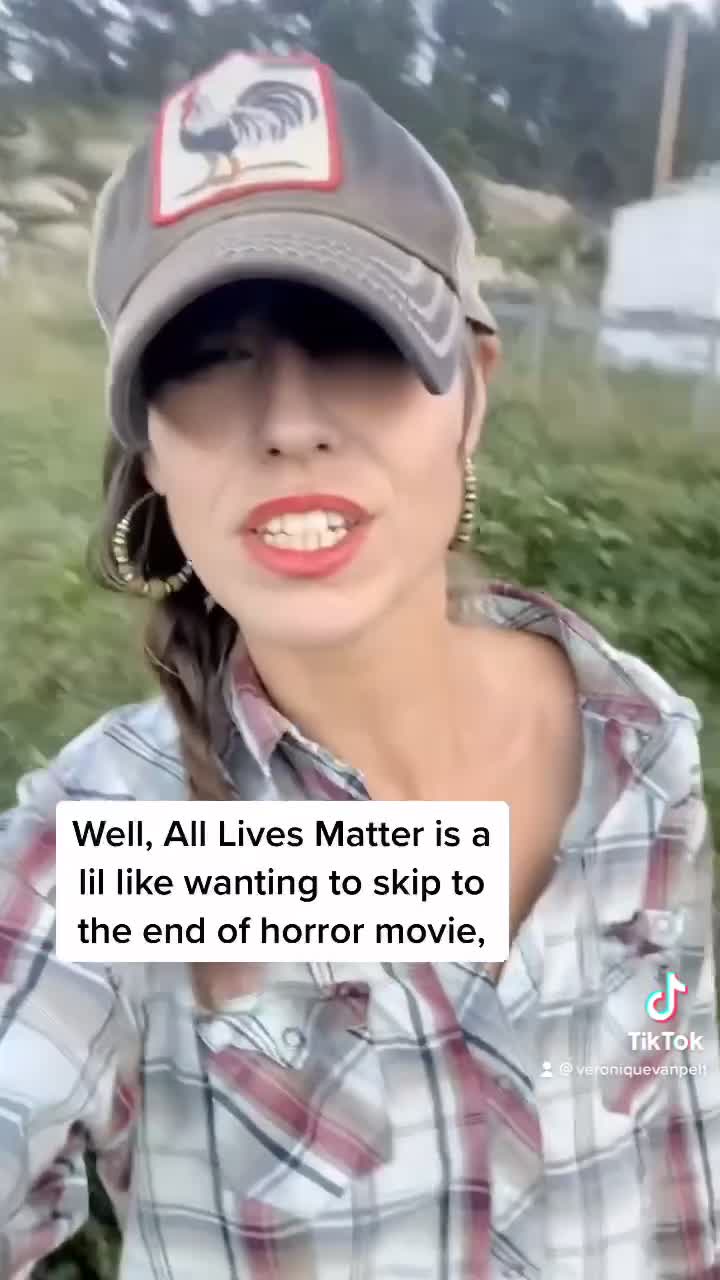 Well, All Lives Matter is a
lil like wanting to skip to
the end of horror movie,
TikTok
@veroniquevanpelt